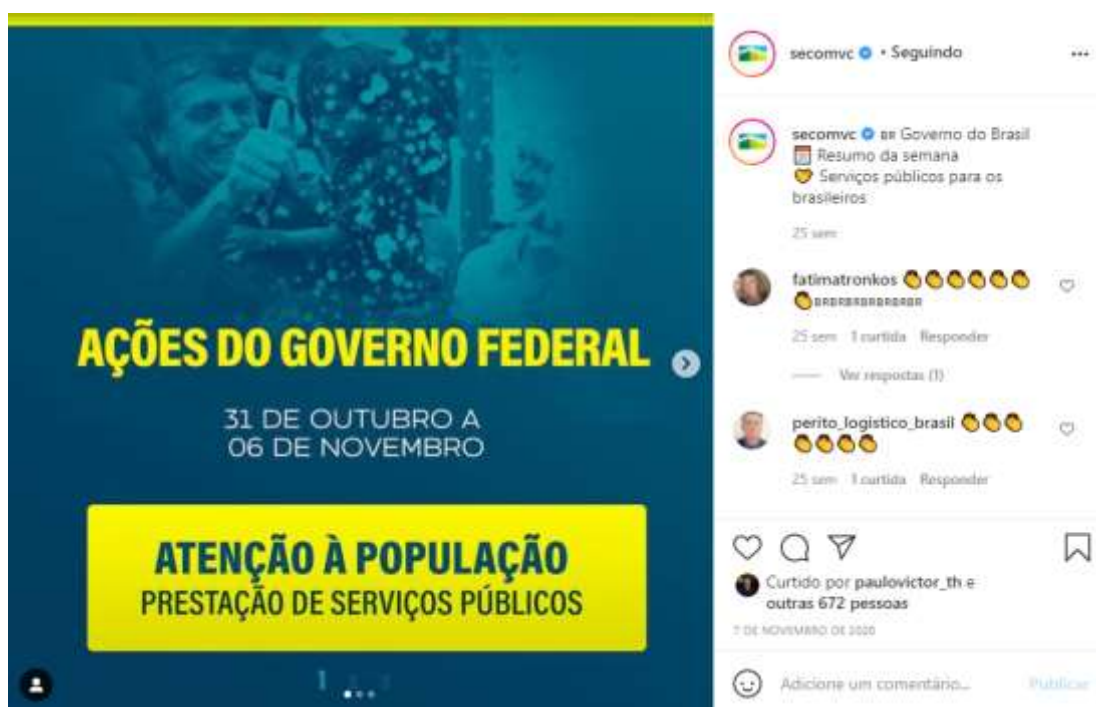 AÇÕES DO GOVERNO FEDERAL
31 DE OUTUBRO A
06 DE NOVEMBRO
ATENÇÃO À POPULAÇÃO
PRESTAÇÃO DE SERVIÇOS PÚBLICOS
1
secomvc • Seguindo
secomvc BR Governo do Brasil
Resumo da semana
Serviços públicos para os
brasileiros
25 sem
fatimatronkos
BRBRBRBRBRBRBR
25 sem 1 curtida Responder
Ver respostas (1)
perito_logistico_brasil
25 sem 1 curtida Responder
Curtido por paulovictor_th e
outras 672 pessoas
7 DE NOVEMBRO DE 2020
Adicione um comentário... Publicar